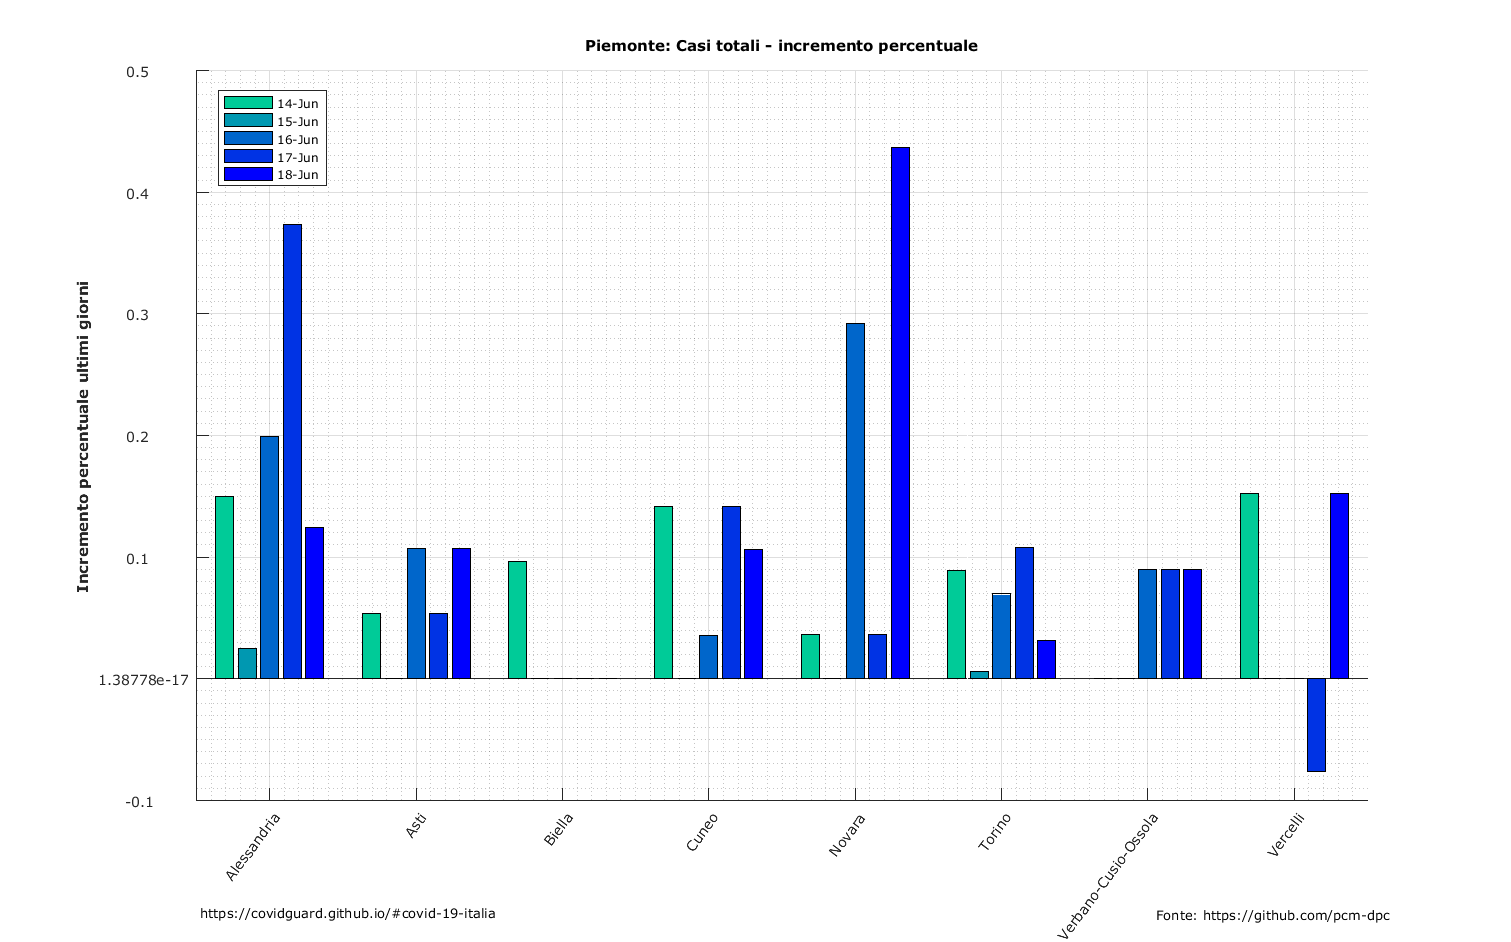 Piemonte: Casi totali - incremento percentuale
0.5
14-Jun
15-Jun
16-Jun
17-Jun
18-Jun
0.4
0.3
0.2
0.1
1.38778e-17
-0.1
Incremento percentuale ultimi giorni
Alessandria
Asti
Biella
Cuneo
Novara
Torino
Verbano-Cusio-Ossola
Vercelli
https://covidguard.github.io/#covid-19-italia
Fonte: https://github.com/pcm-dpc